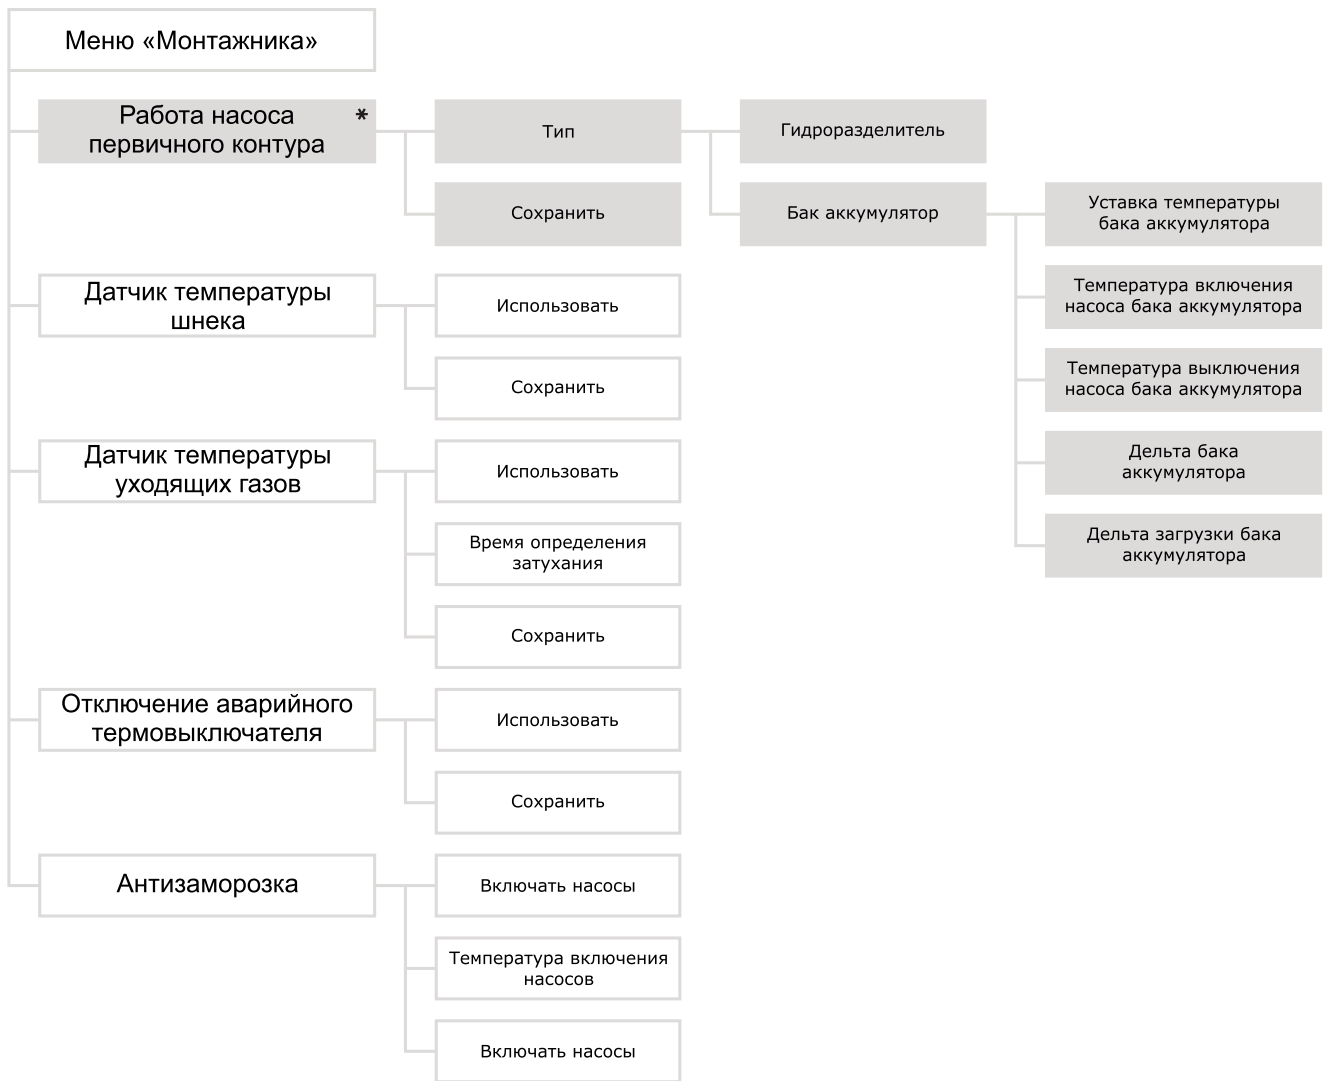 Меню «Монтажника»
Работа насоса *
первичного контура
Тип
Гидроразделитель
Сохранить
Бак аккумулятор
Уставка температуры
бака аккумулятора
Температура включения
насоса бака аккумулятора
Температура выключения
насоса бака аккумулятора
Дельта бака
аккумулятора
Дельта загрузки бака
аккумулятора
Датчик температуры
шнека
Использовать
Сохранить
Датчик температуры
уходящих газов
Использовать
Время определения
затухания
Сохранить
Отключение аварийного
термовыключателя
Использовать
Сохранить
Антизаморозка
Включать насосы
Температура включения
насосов
Включать насосы